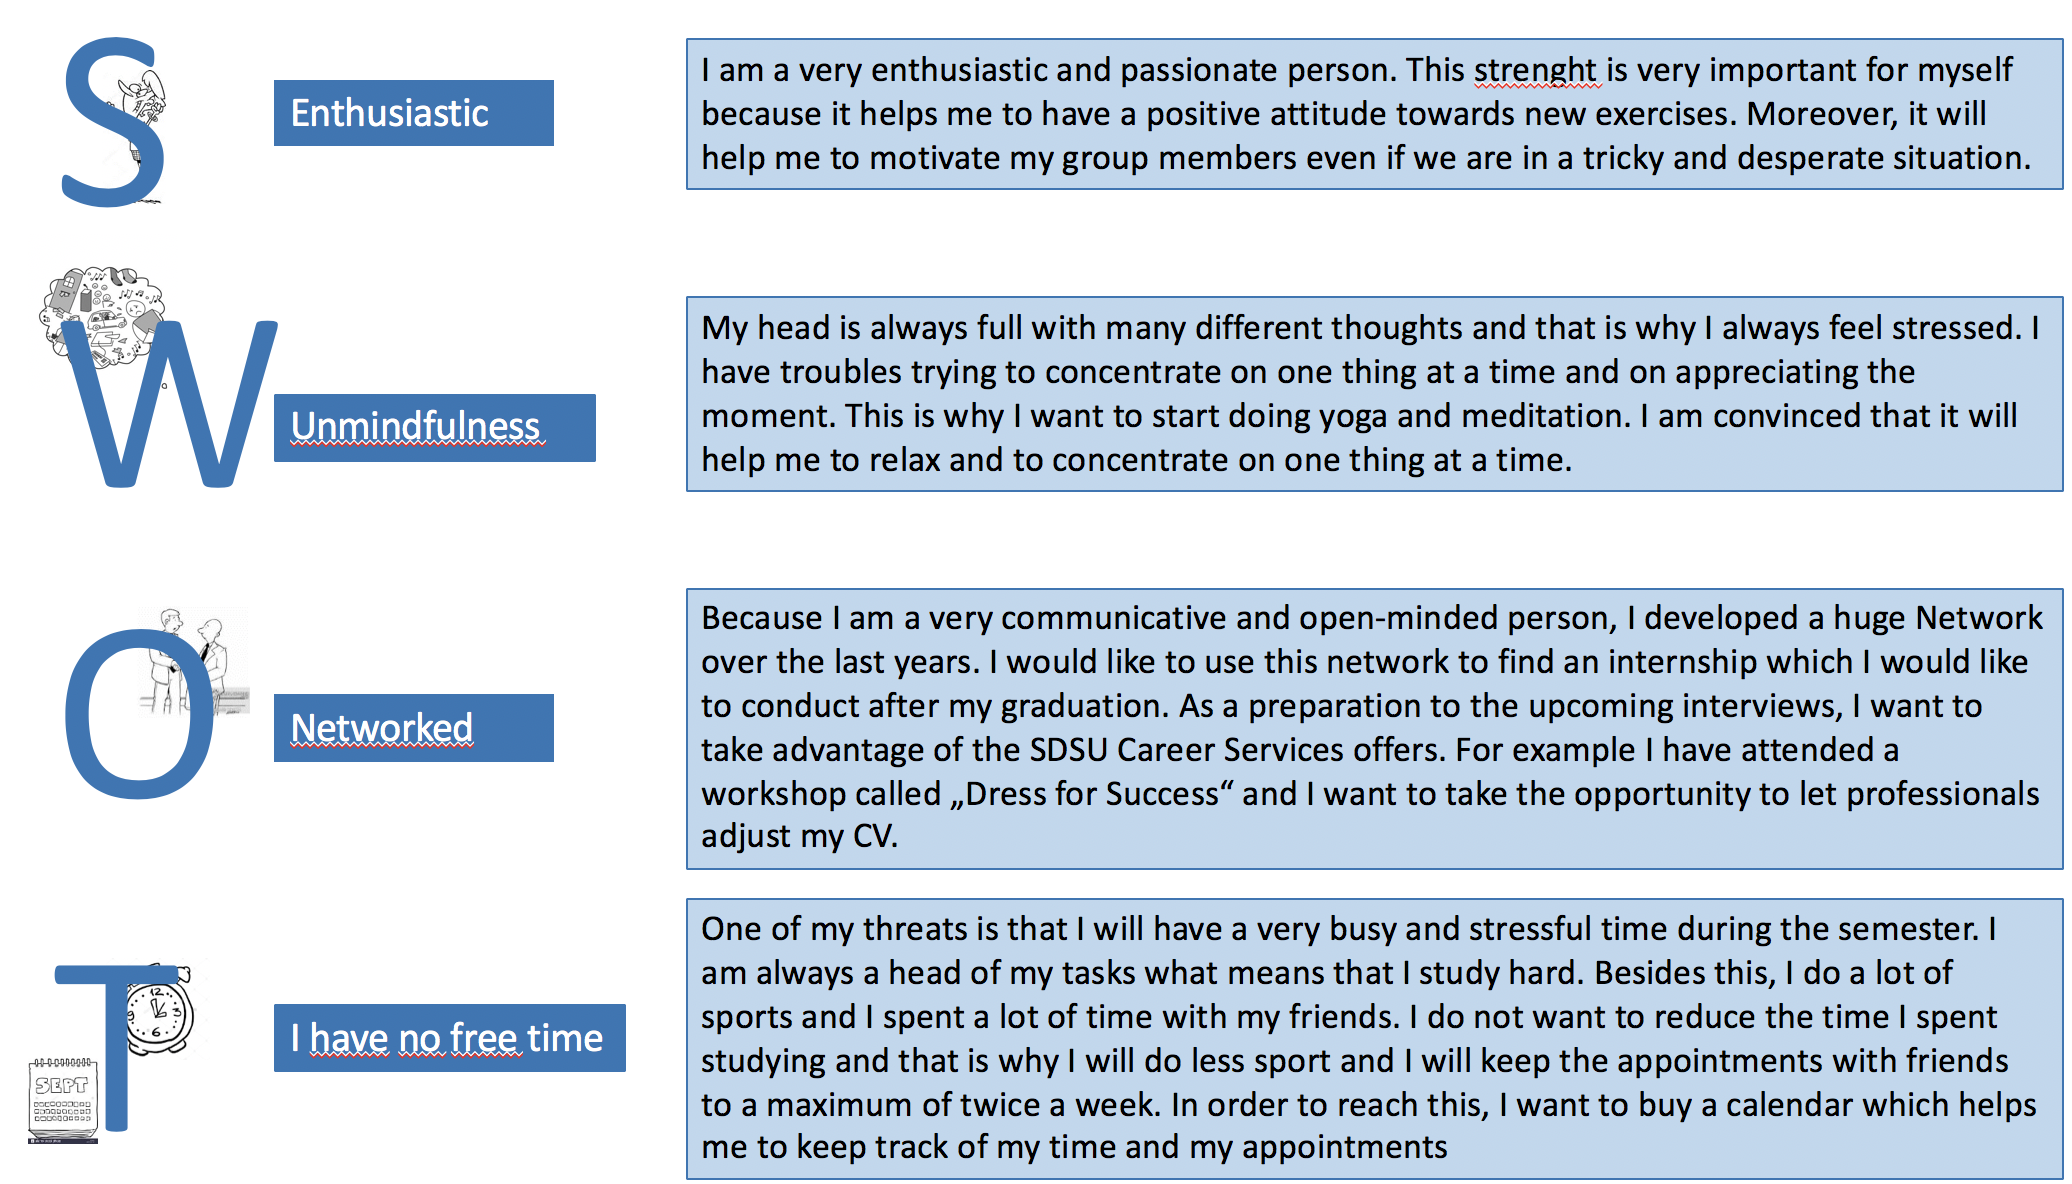 S
Enthusiastic
I am a very enthusiastic and passionate person. This strenght is very important for myself
because it helps me to have a positive attitude towards new exercises. Moreover, it will
help me to motivate my group members even if we are in a tricky and desperate situation.
W
Unmindfulness
My head is always full with many different thoughts and that is why I always feel stressed. I
have troubles trying to concentrate on one thing at a time and on appreciating the
moment. This is why I want to start doing yoga and meditation. I am convinced that it will
help me to relax and to concentrate on one thing at a time.
O
Networked
Because I am a very communicative and open-minded person, I developed a huge Network
over the last years. I would like to use this network to find an internship which I would like
to conduct after my graduation. As a preparation to the upcoming interviews, I want to
take advantage of the SDSU Career Services offers. For example I have attended a
workshop called „Dress for Success“ and I want to take the opportunity to let professionals
adjust my CV.
T
12
9 3
6
SEPT
I have no free time
One of my threats is that I will have a very busy and stressful time during the semester. I
am always a head of my tasks what means that I study hard. Besides this, I do a lot of
sports and I spent a lot of time with my friends. I do not want to reduce the time I spent
studying and that is why I will do less sport and I will keep the appointments with friends
to a maximum of twice a week. In order to reach this, I want to buy a calendar which helps
me to keep track of my time and my appointments